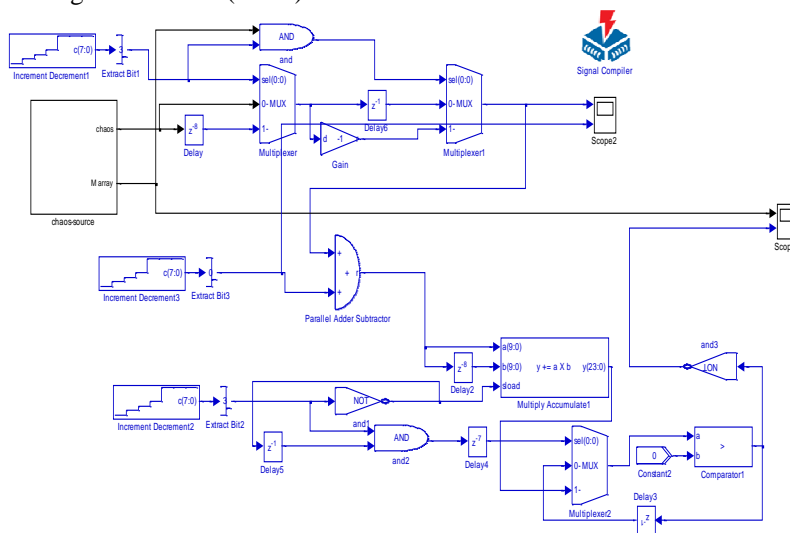 c(7:0)
3
Increment Decrement1
Extract Bit1
AND
and
Signal Compiler
sel(0:0)
0- MUX
1-
Multiplexer
chaos
M array
chaos-source
z-8
Delay
z-1
Delay6
d -1
Gain
sel(0:0)
0- MUX
1-
Multiplexer1
Scope2
Scop
c(7:0)
0
Increment Decrement3
Extract Bit3
+
+ r
+
Parallel Adder Subtractor
a(9:0)
b(9:0)
sload
y += a X b
y(23:0)
Multiply Accumulate1
z-8
Delay2
and3
NOT
c(7:0)
3
Increment Decrement2
Extract Bit2
NOT
and1
AND
and2
z-1
Delay5
z-7
Delay4
sel(0:0)
0- MUX
1-
Multiplexer2
0
Constant2
a
b
>
Comparator1
Delay3
z-1